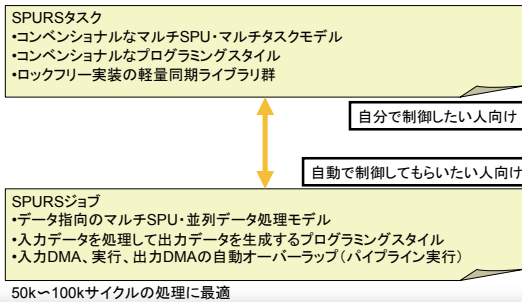 SPURSタスク
•コンベンショナルなマルチSPU・マルチタスクモデル
•コンベンショナルなプログラミングスタイル
•ロックフリー実装の軽量同期ライブラリ群
自分で制御したい人向け
自動で制御してもらいたい人向け
SPURSジョブ
•データ指向のマルチSPU・並列データ処理モデル
•入力データを処理して出力データを生成するプログラミングスタイル
•入力DMA、実行、出力DMAの自動オーバーラップ（パイプライン実行）
50k〜100kサイクルの処理に最適